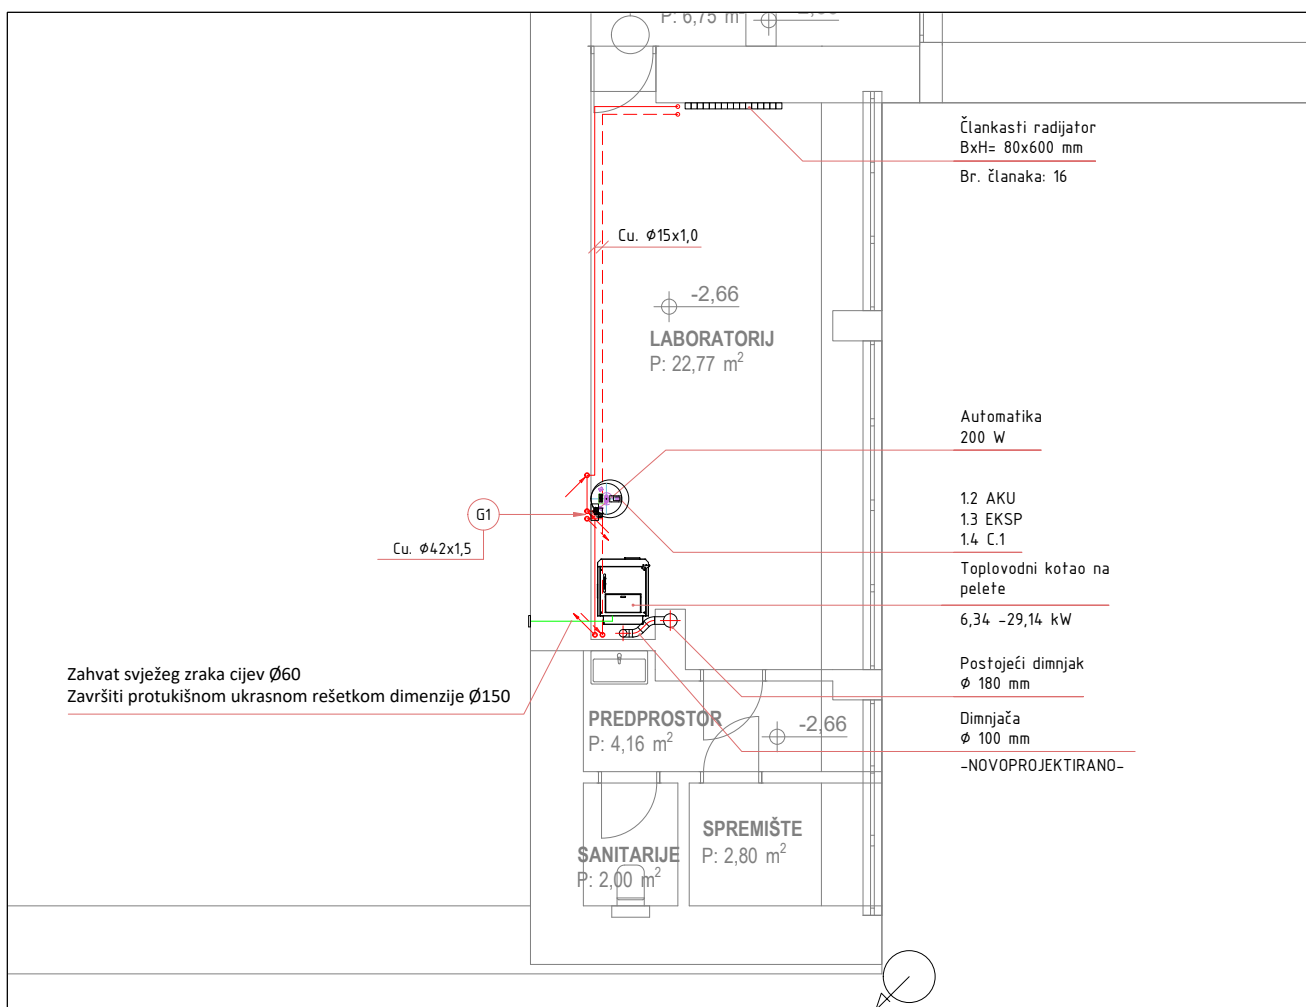 P: 6,75 m
Člankasti radijator
BxH= 80x600 mm
Br. članaka: 16
Cu. Ø15x1,0
-2,66
LABORATORIJ
P: 22,77 m²
Automatika
200 W
1.2 AKU
1.3 EKSP
1.4 C.1
G1
Cu. Ø42x1,5
Toplovodni kotao na
pelete
6,34 -29,14 kW
Zahvat svježeg zraka cijev Ø60
Završiti protukišnom ukrasnom rešetkom dimenzije Ø150
Postojeći dimnjak
Ø 180 mm
PREDPROSTOR
P: 4,16 m²
-2,66
Dimnjača
Ø 100 mm
-NOVOPROJEKTIRANO-
SPREMIŠTE
P: 2,80 m²
SANITARIJE
P: 2,00 m²